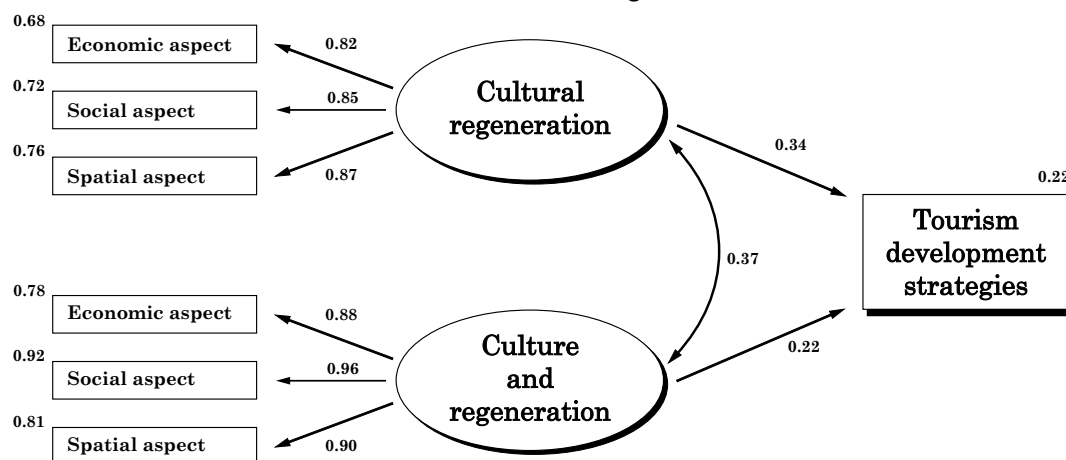 0.68
Economic aspect
0.82
0.72
Social aspect
0.85
0.76
Spatial aspect
0.87
Cultural
regeneration
0.34
0.22
Tourism
development
strategies
0.37
0.78
Economic aspect
0.88
0.92
Social aspect
0.96
0.81
Spatial aspect
0.90
Culture
and
regeneration
0.22